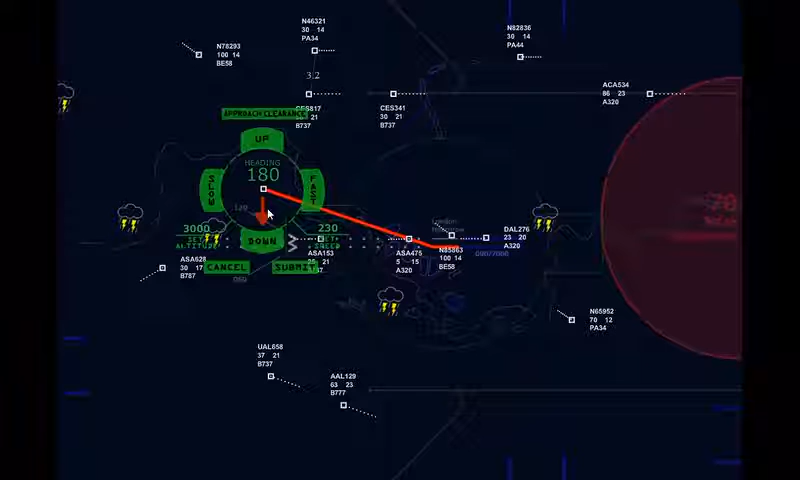 N46321
30 14
PA34
N82836
30 14
PA44
N78293
100 14
BE58
3.2
ACA534
86 23
A320
CES341
30 21
B737
B737
APPROACH CLEARANCE
UP
HEADING
180
SLOW
FAST
3000
SET
ALTITUDE
230
DOWN
CANCEL
SUBMIT
ASA153
ASA475
5 15
A320
London
N85863
100 14
BE58
DAL276
23 20
A320
ASA628
30 17
B787
N65952
70 12
PA34
UAL658
37 21
B737
AAL129
63 23
B777